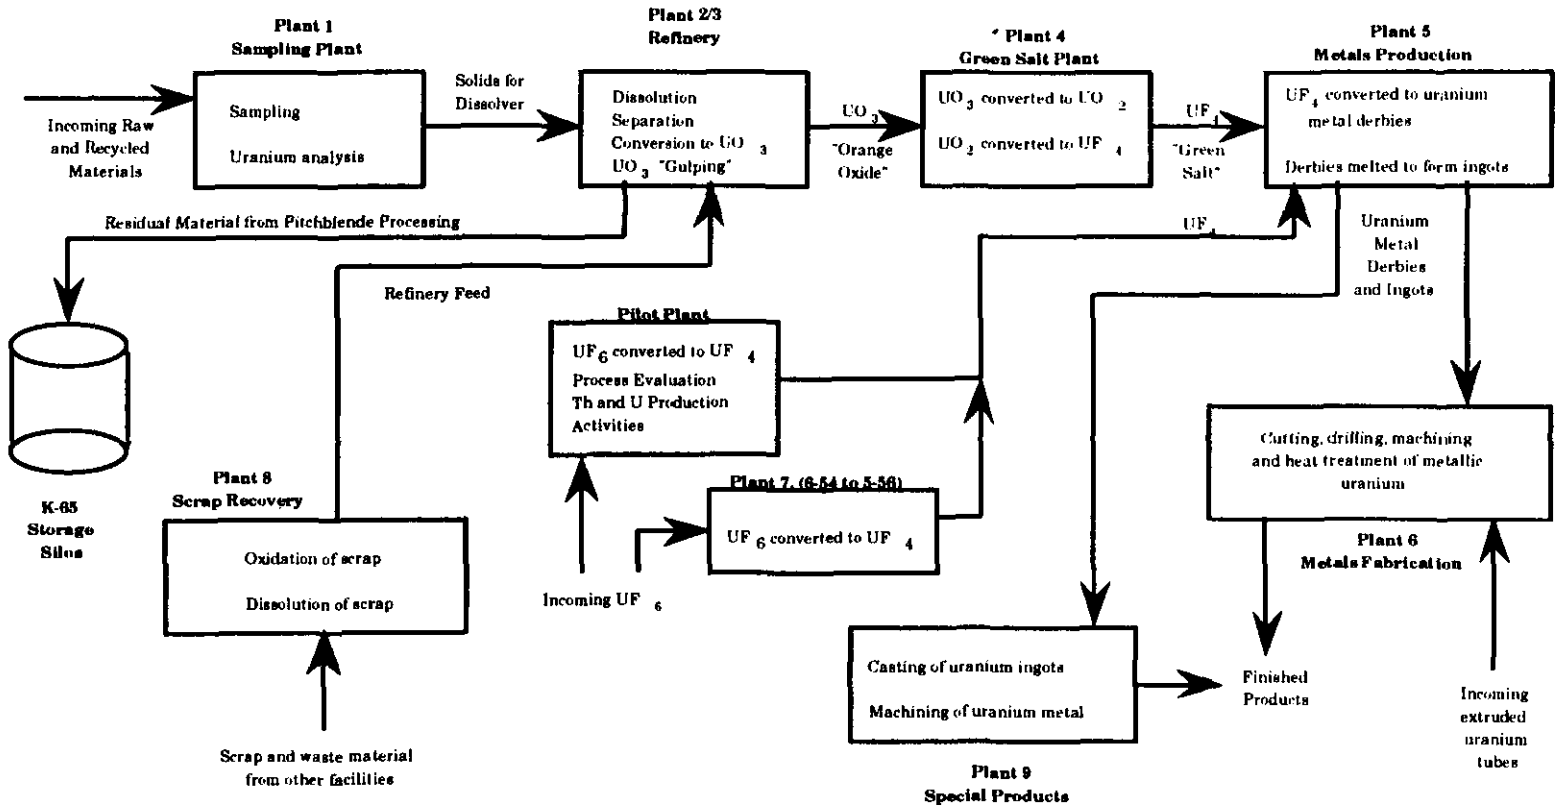 Plant 1
Sampling Plant
Incoming Raw
and Recycled
Materials
Sampling
Uranium analysis
Solids for
Dissolver
Plant 2/3
Refinery
Dissolution
Separation
Conversion to UO 3
UO 3 "Gulping"
UO 3
"Orange
Oxide"
Plant 4
Green Salt Plant
UO 3 converted to UO 2
UO 2 converted to UF 4
UF 4
"Green
Salt"
Plant 5
Metals Production
UF 4 converted to uranium
metal derbies
Derbies melted to form ingots
Residual Material from Pitchblende Processing
K-65
Storage
Silos
Refinery Feed
UF 4
Uranium
Metal
Derbies
and Ingots
Pilot Plant
UF 6 converted to UF 4
Process Evaluation
Th and U Production
Activities
Plant 7, (6-54 to 5-56)
UF 6 converted to UF 4
Incoming UF 6
Plant 8
Scrap Recovery
Oxidation of scrap
Dissolution of scrap
Scrap and waste material
from other facilities
Cutting, drilling, machining
and heat treatment of metallic
uranium
Plant 6
Metals Fabrication
Casting of uranium ingots
Machining of uranium metal
Plant 9
Special Products
Finished
Products
Incoming
extruded
uranium
tubes